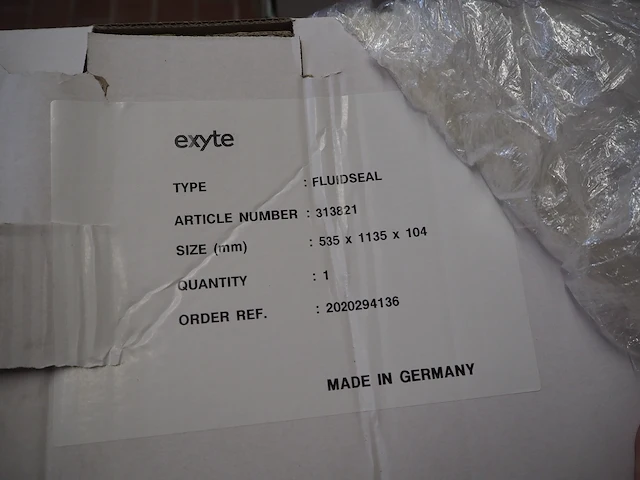 exyte
TYPE : FLUIDSEAL
ARTICLE NUMBER : 313821
SIZE (mm) : 535 x 1135 x 104
QUANTITY : 1
ORDER REF. : 2020294136
MADE IN GERMANY